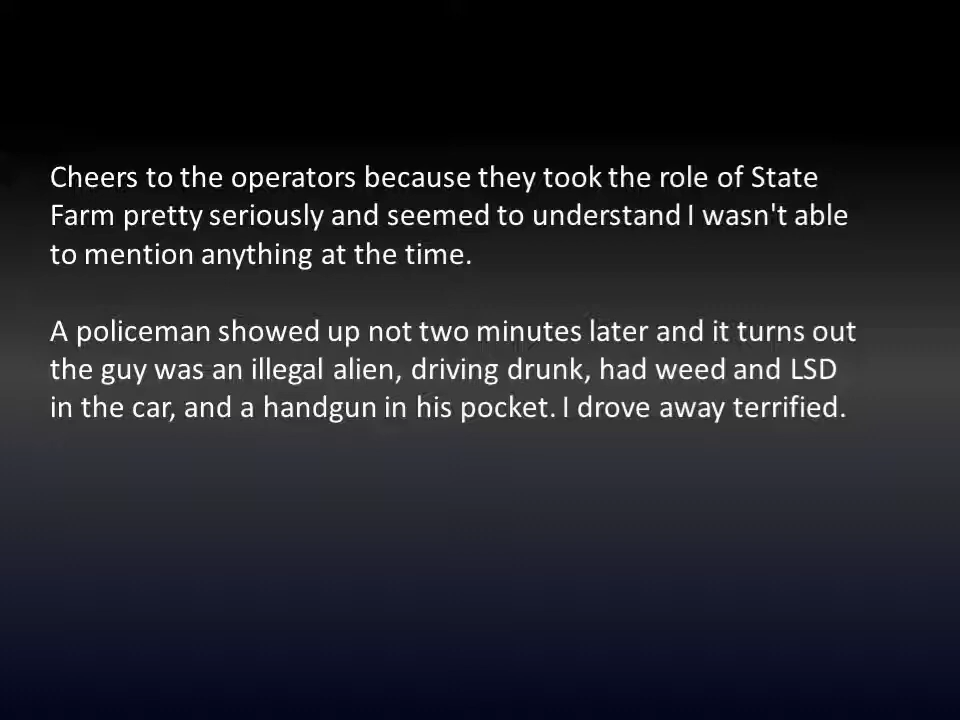 Cheers to the operators because they took the role of State
Farm pretty seriously and seemed to understand I wasn't able
to mention anything at the time.
A policeman showed up not two minutes later and it turns out
the guy was an illegal alien, driving drunk, had weed and LSD
in the car, and a handgun in his pocket. I drove away terrified.